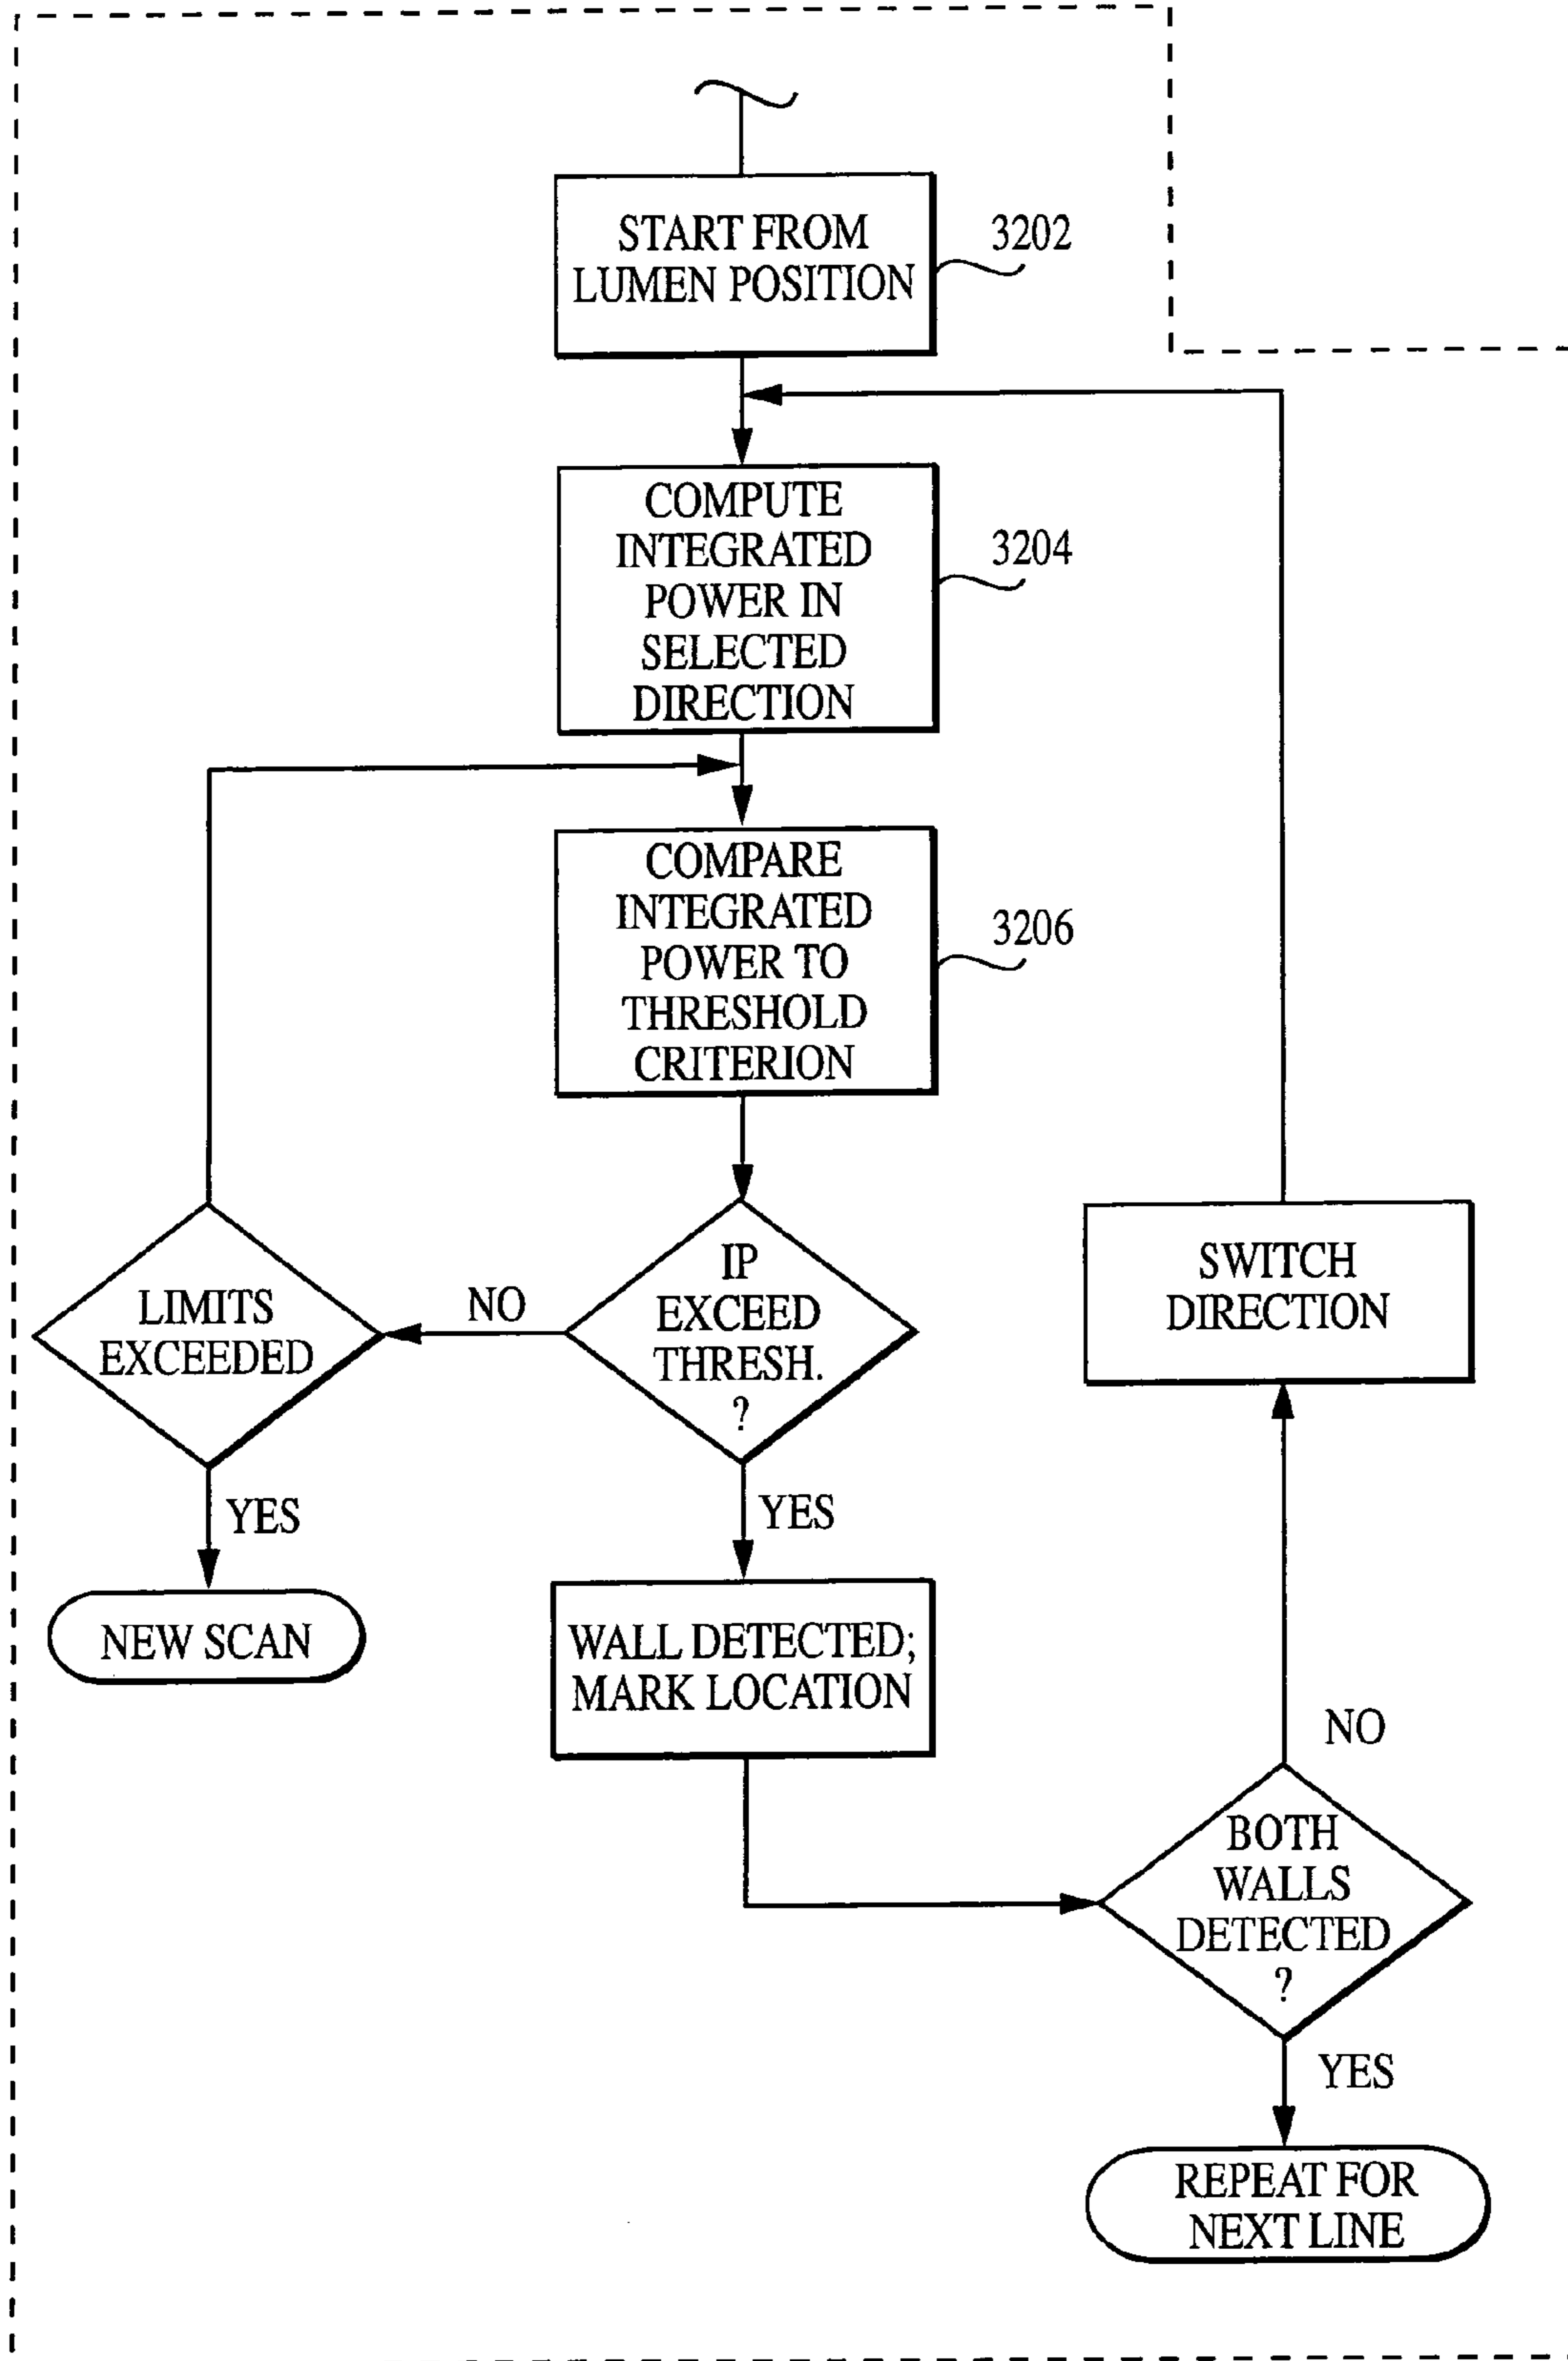 START FROM
LUMEN POSITION
3202
COMPUTE
INTEGRATED
POWER IN
SELECTED
DIRECTION
3204
COMPARE
INTEGRATED
POWER TO
THRESHOLD
CRITERION
3206
IP
EXCEED
THRESH.
?
NO
LIMITS
EXCEEDED
YES
NEW SCAN
YES
WALL DETECTED;
MARK LOCATION
SWITCH
DIRECTION
NO
BOTH
WALLS
DETECTED
?
YES
REPEAT FOR
NEXT LINE